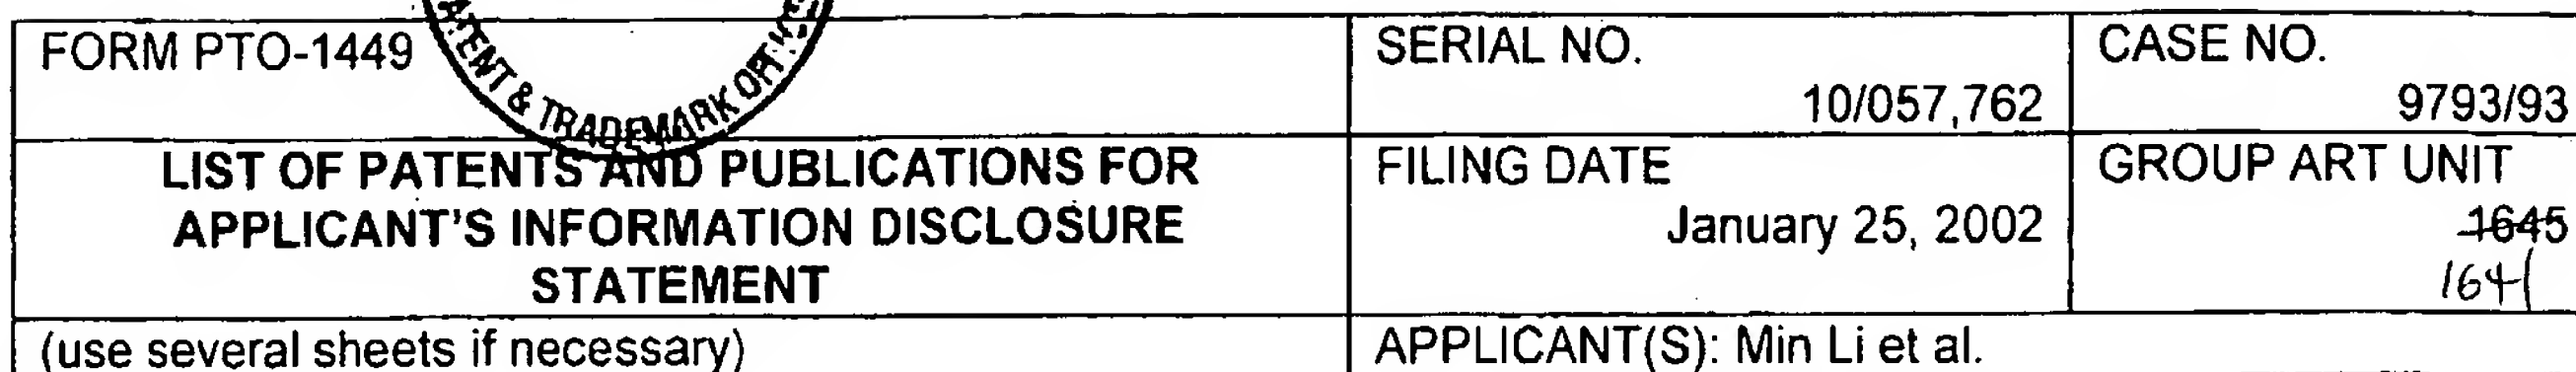 FORM PTO-1449
PATENT & TRADEMARK
SERIAL NO.
10/057,762
CASE NO.
9793/93
LIST OF PATENTS AND PUBLICATIONS FOR
APPLICANT'S INFORMATION DISCLOSURE
STATEMENT
FILING DATE
January 25, 2002
GROUP ART UNIT
1645
1641
(use several sheets if necessary)
APPLICANT(S): Min Li et al.